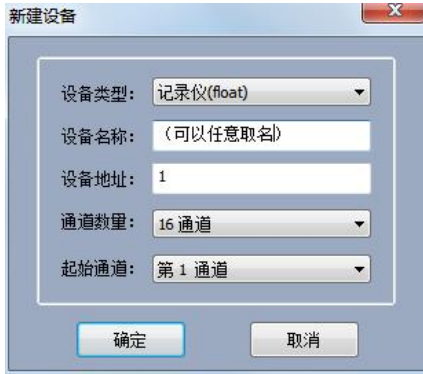 新建设备
设备类型： 记录仪(float)
设备名称： （可以任意取名）
设备地址： 1
通道数量： 16 通道
起始通道： 第 1 通道
确定 取消